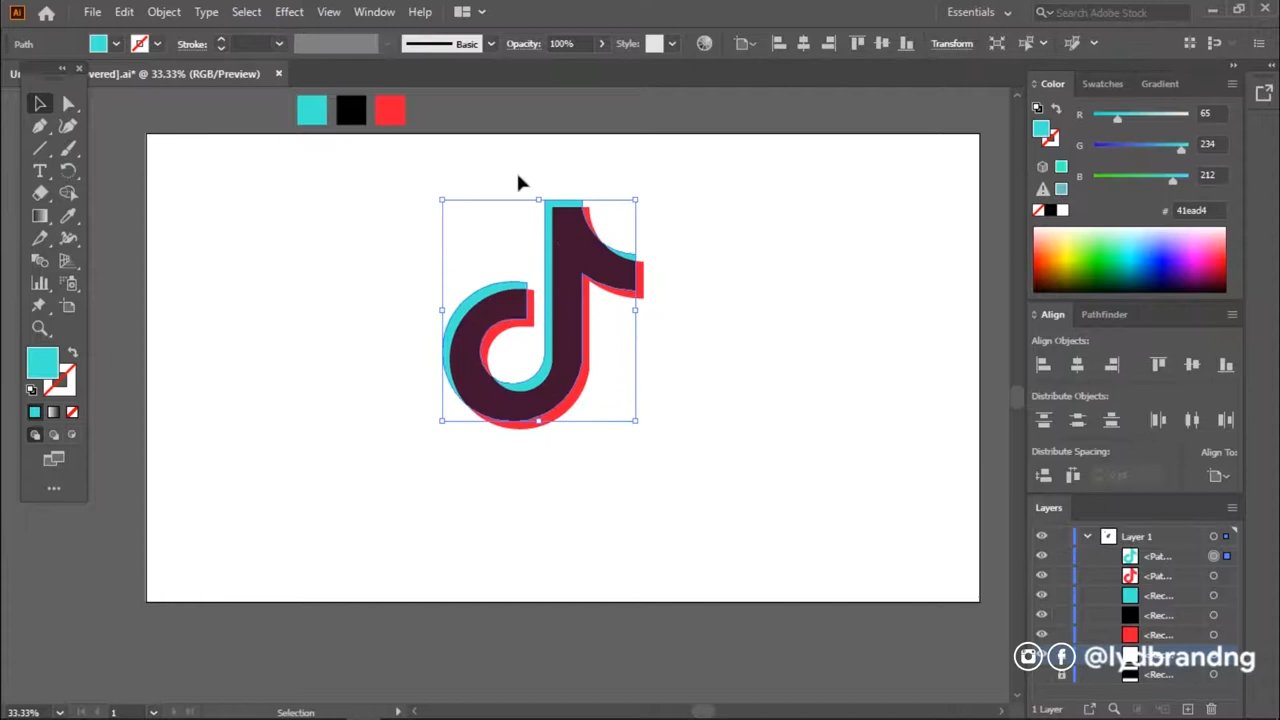 Ai File Edit Object Type Select Effect View Window Help Essentials Search Adobe Stock
Path Stroke: Basic Opacity: 100% Style: Transform
Un vered].ai* @ 33.33% (RGB/Preview) ×
Color Swatches Gradient
R 65
G 234
B 212
# 41ead4
Align Pathfinder
Align Objects:
Distribute Objects:
Distribute Spacing: Align To:
0 px
Layers
Layer 1
<Pat...
<Pat...
<Rec...
<Rec...
<Rec...
@lydbrandng
<Rec...
33.33% 1 Selection 1 Layer